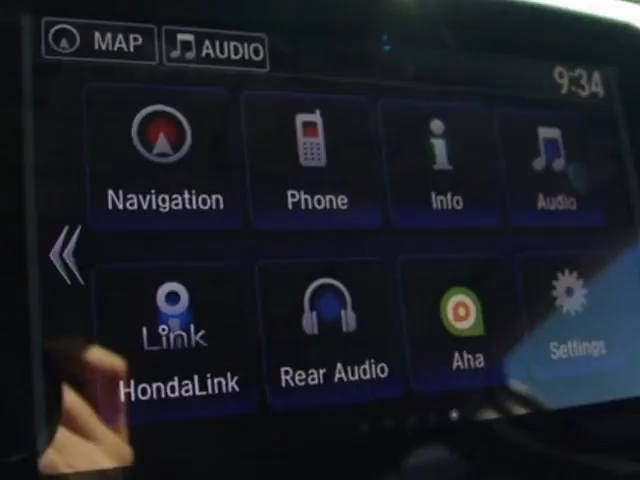 MAP
AUDIO
9:34
Navigation
Phone
Info
Audio
Link
HondaLink
Rear Audio
Aha
Settings